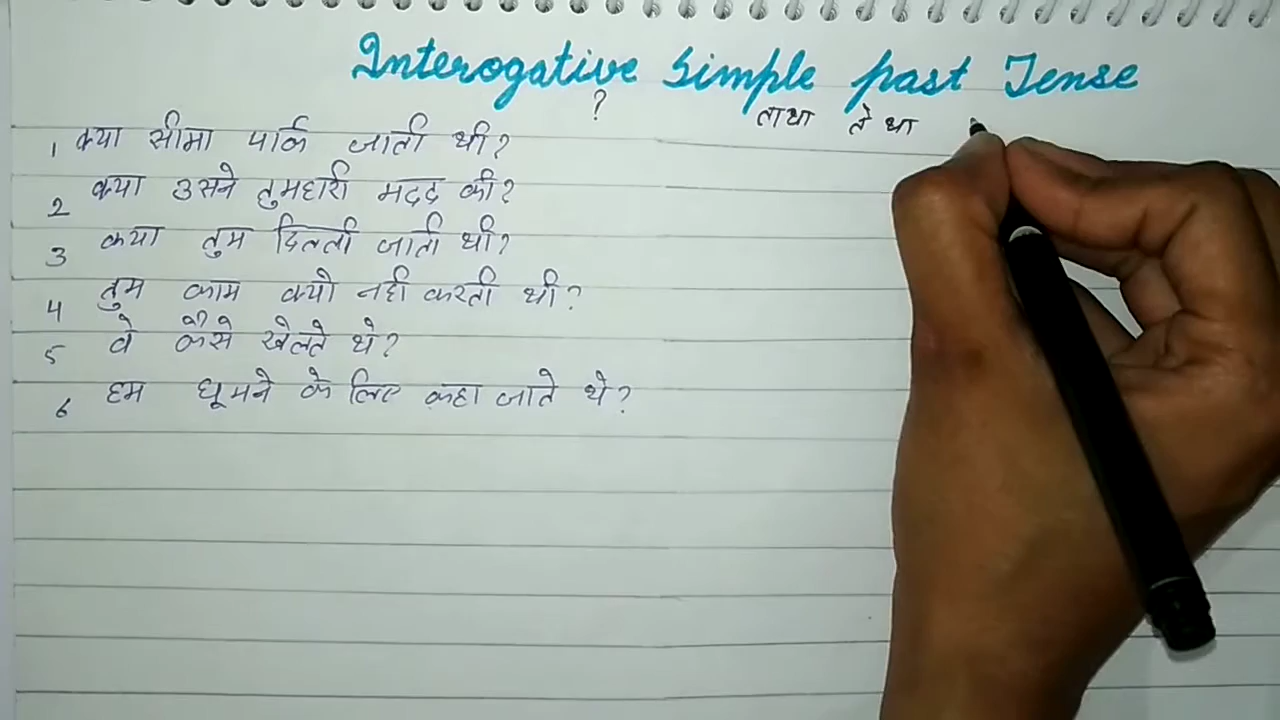 Interogative Simple past Tense
?
ता था ते था
1 क्या सीमा पार्क जाती थी?
2 क्या उसने तुमहारी मदद की?
3 क्या तुम दिल्ली जाती थी?
4 तुम काम क्यो नही करती थी?
5 वे कैसे खेलते थे?
6 हम घूमने के लिए कहा जाते थे?